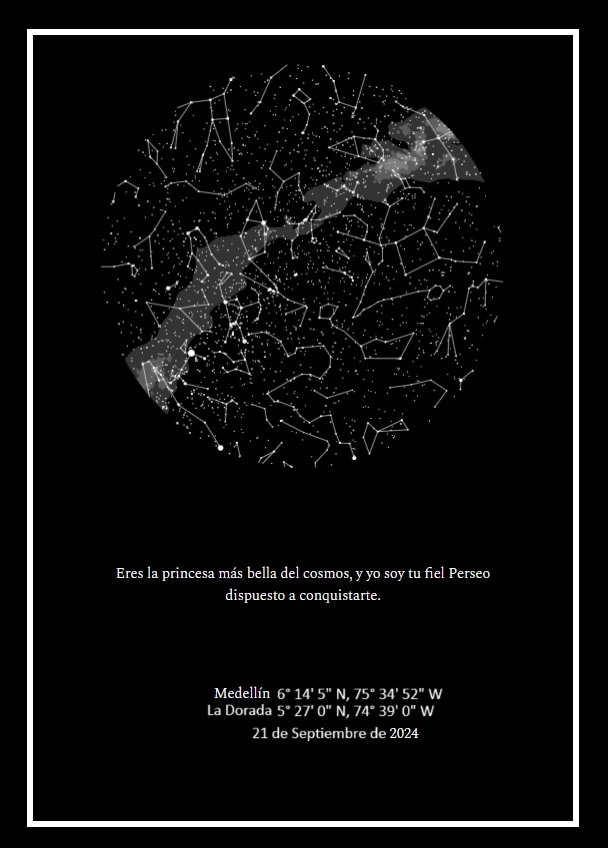 Eres la princesa más bella del cosmos, y yo soy tu fiel Perseo
dispuesto a conquistarte.
Medellín 6° 14' 5" N, 75° 34' 52" W
La Dorada 5° 27' 0" N, 74° 39' 0" W
21 de Septiembre de 2024